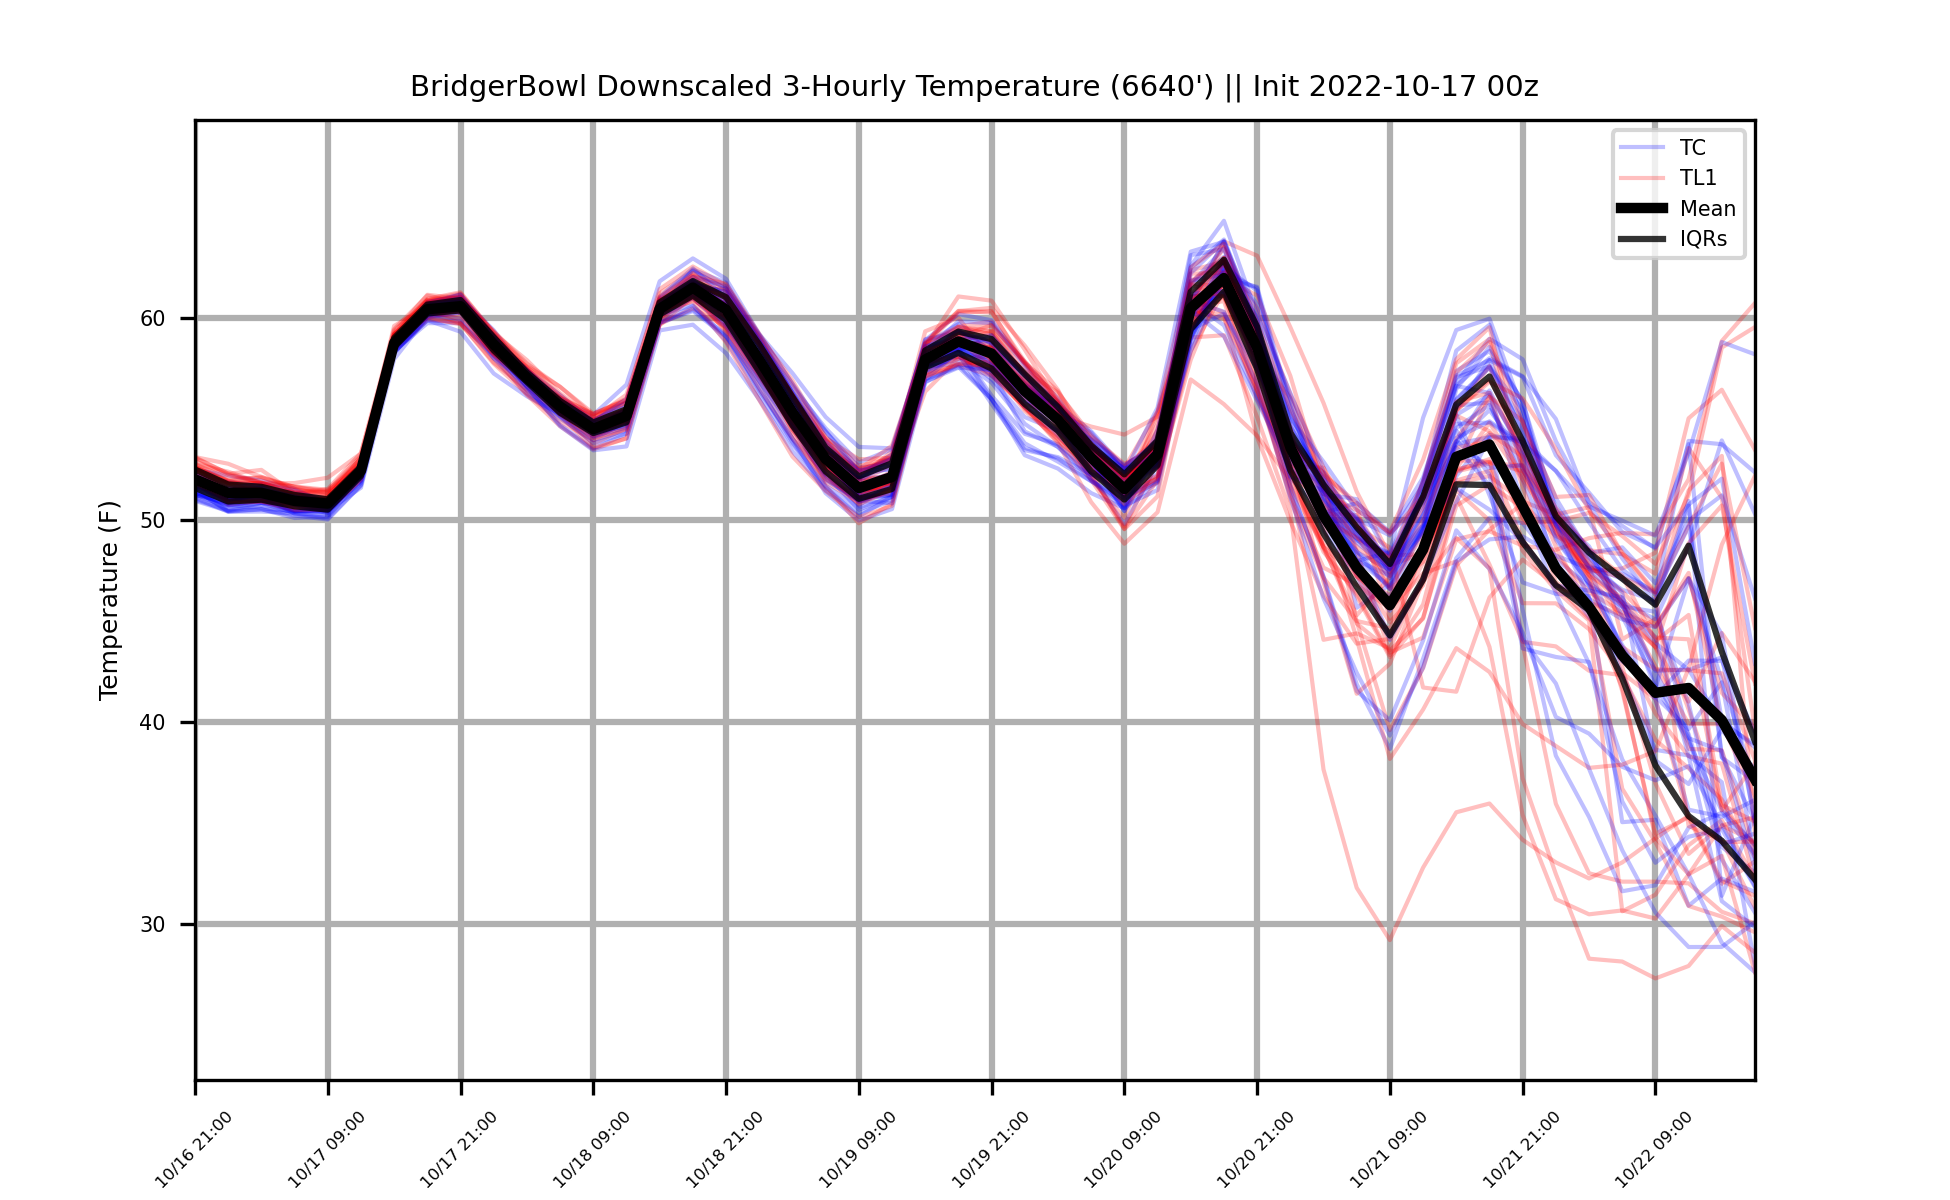 BridgerBowl Downscaled 3-Hourly Temperature (6640') || Init 2022-10-17 00z
TC
TL1
Mean
IQRs
Temperature (F)
60
50
40
30
10/16 21:00
10/17 09:00
10/17 21:00
10/18 09:00
10/18 21:00
10/19 09:00
10/19 21:00
10/20 09:00
10/20 21:00
10/21 09:00
10/21 21:00
10/22 09:00